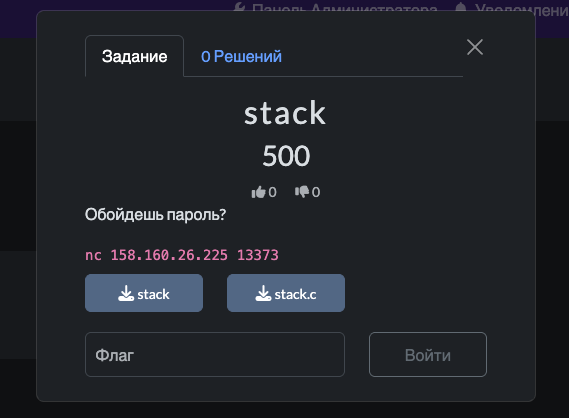 Панель Администратора Уведомлени
Задание 0 Решений
stack
500
0 0
Обойдешь пароль?
nc 158.160.26.225 13373
stack stack.c
Флаг Войти